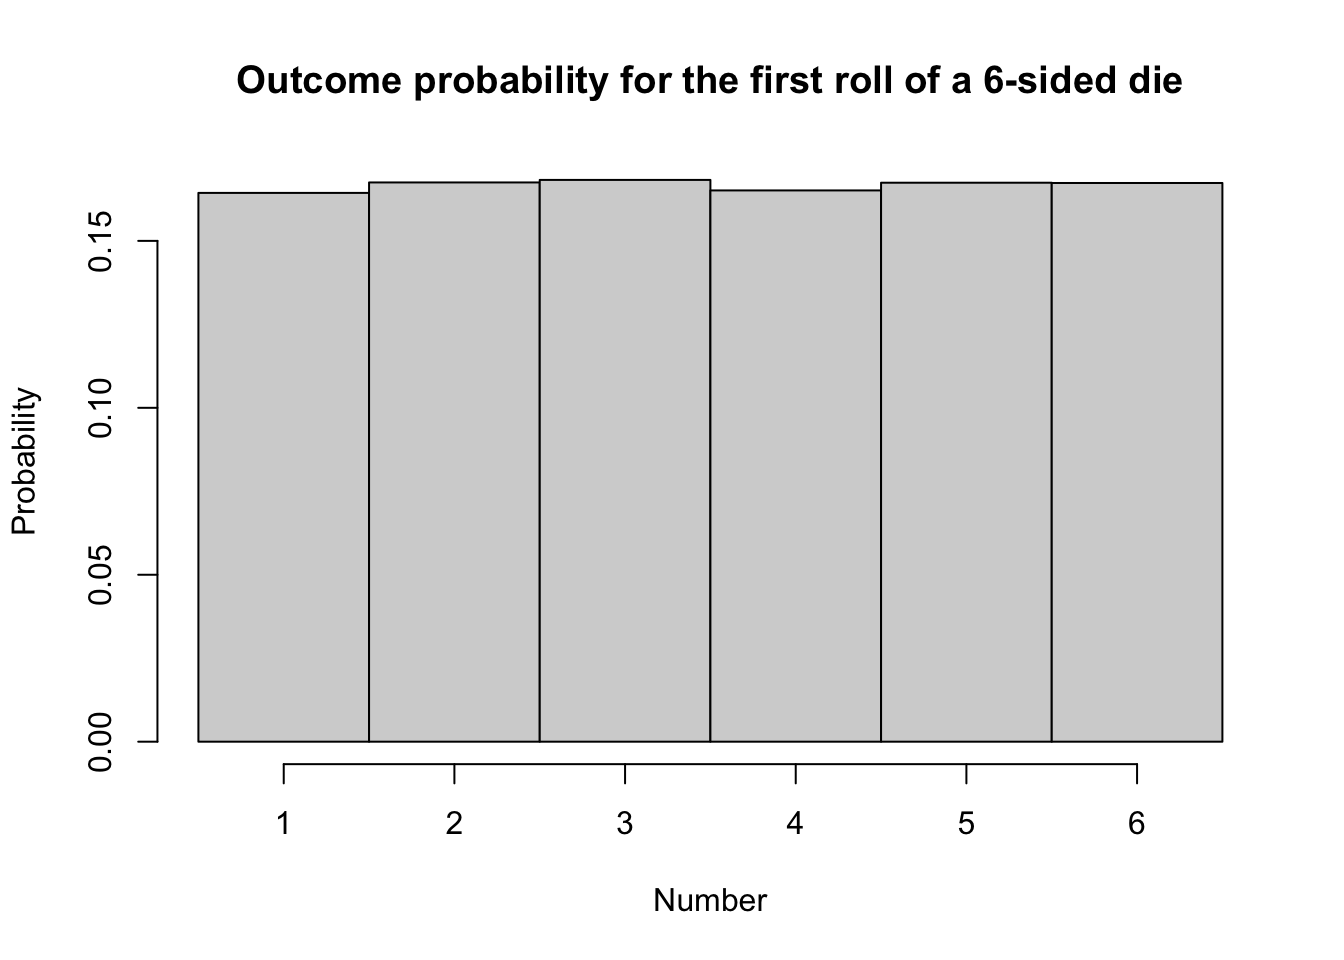 Outcome probability for the first roll of a 6-sided die
Probability
0.15
0.10
0.05
0.00
1 2 3 4 5 6
Number